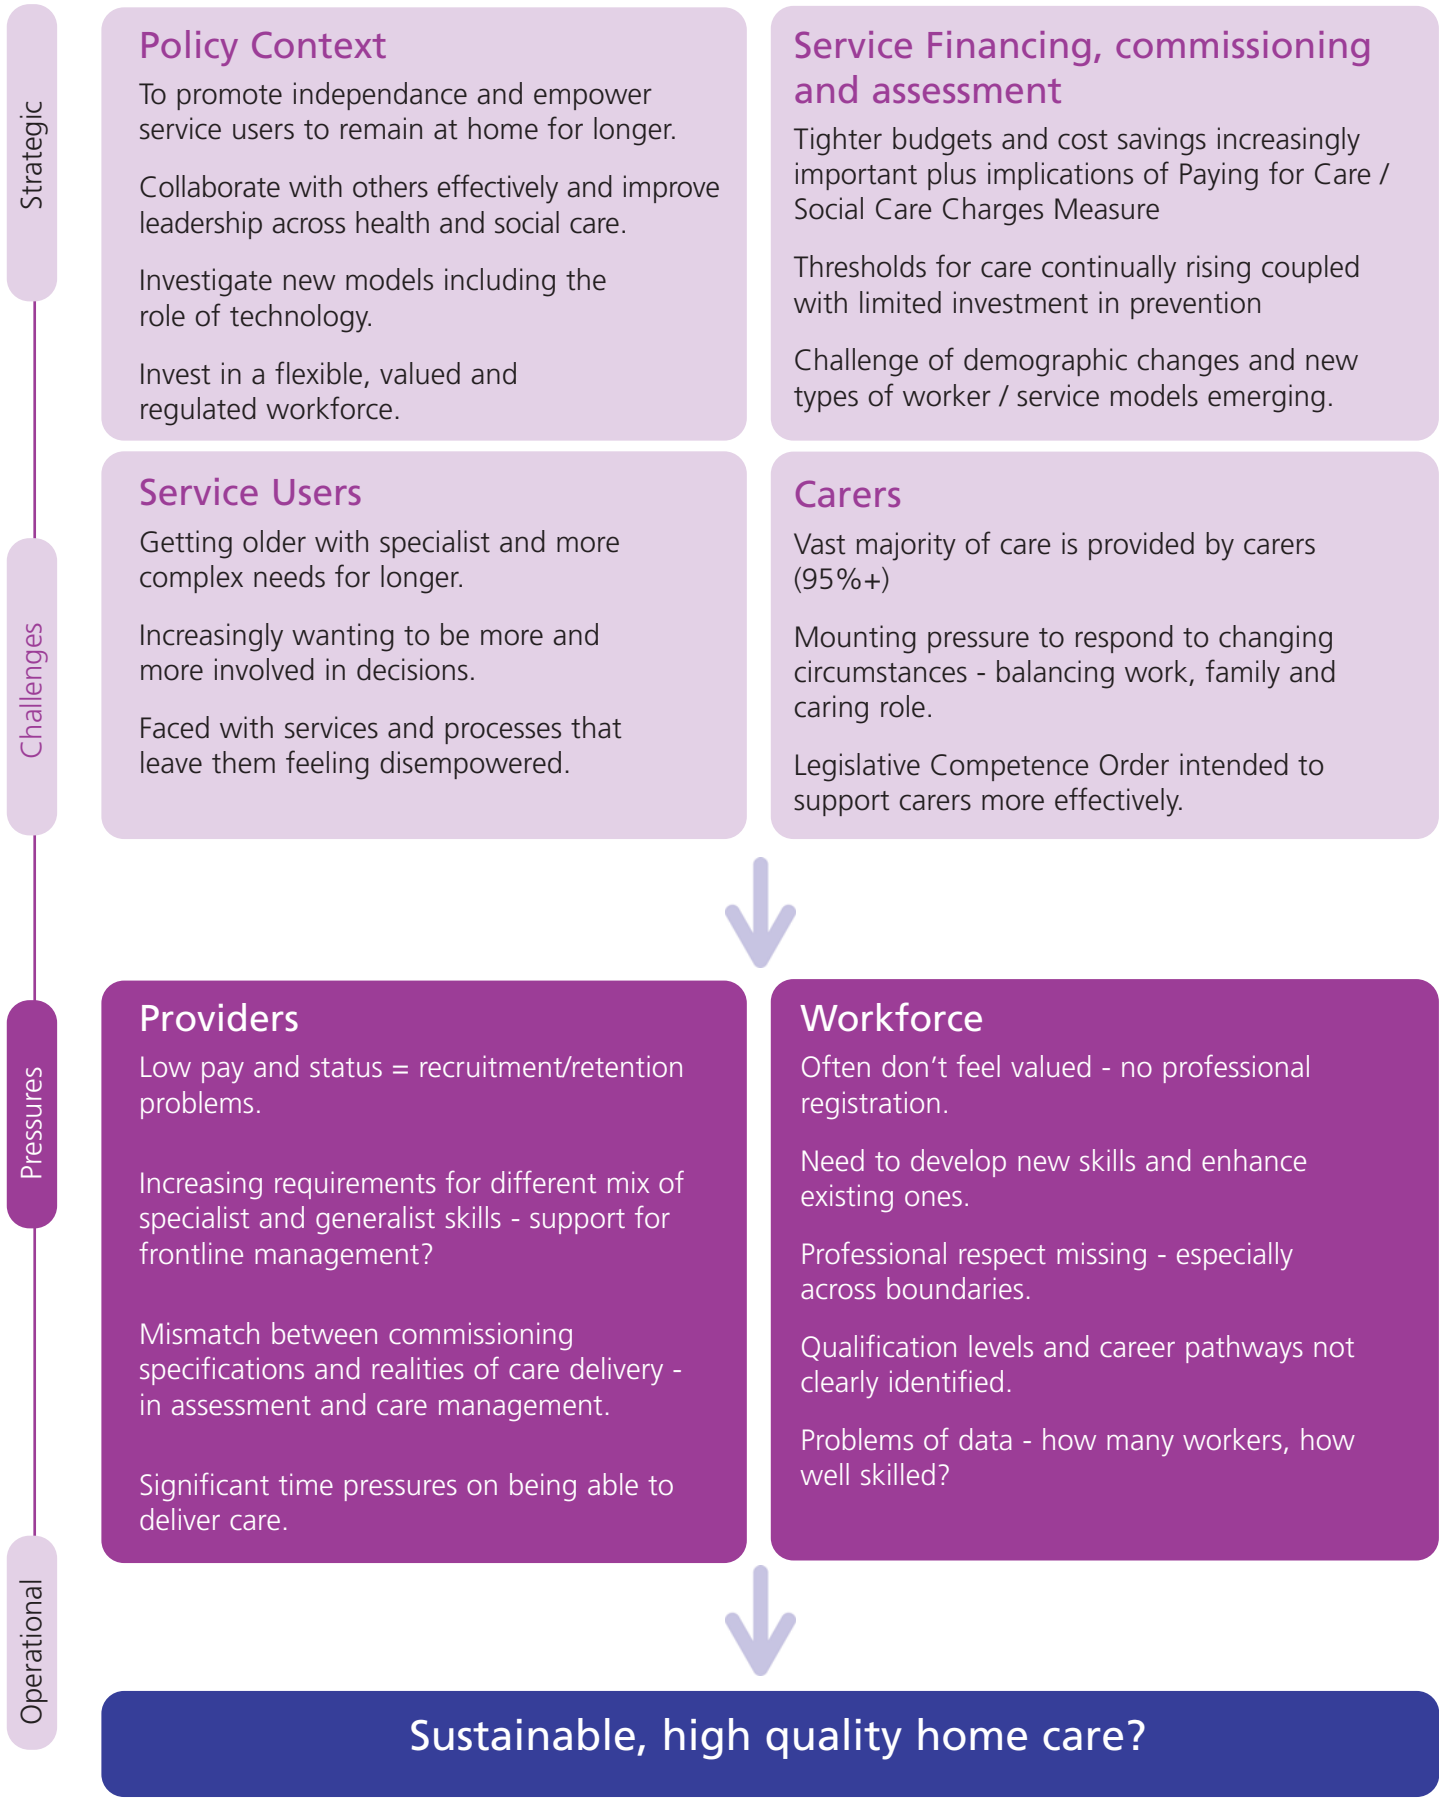 Strategic
Policy Context
To promote independance and empower
service users to remain at home for longer.
Collaborate with others effectively and improve
leadership across health and social care.
Investigate new models including the
role of technology.
Invest in a flexible, valued and
regulated workforce.
Service Financing, commissioning
and assessment
Tighter budgets and cost savings increasingly
important plus implications of Paying for Care /
Social Care Charges Measure
Thresholds for care continually rising coupled
with limited investment in prevention
Challenge of demographic changes and new
types of worker / service models emerging.
Challenges
Service Users
Getting older with specialist and more
complex needs for longer.
Increasingly wanting to be more and
more involved in decisions.
Faced with services and processes that
leave them feeling disempowered.
Carers
Vast majority of care is provided by carers
(95%+)
Mounting pressure to respond to changing
circumstances - balancing work, family and
caring role.
Legislative Competence Order intended to
support carers more effectively.
Pressures
Providers
Low pay and status = recruitment/retention
problems.
Increasing requirements for different mix of
specialist and generalist skills - support for
frontline management?
Mismatch between commissioning
specifications and realities of care delivery -
in assessment and care management.
Significant time pressures on being able to
deliver care.
Workforce
Often don't feel valued - no professional
registration.
Need to develop new skills and enhance
existing ones.
Professional respect missing - especially
across boundaries.
Qualification levels and career pathways not
clearly identified.
Problems of data - how many workers, how
well skilled?
Operational
Sustainable, high quality home care?